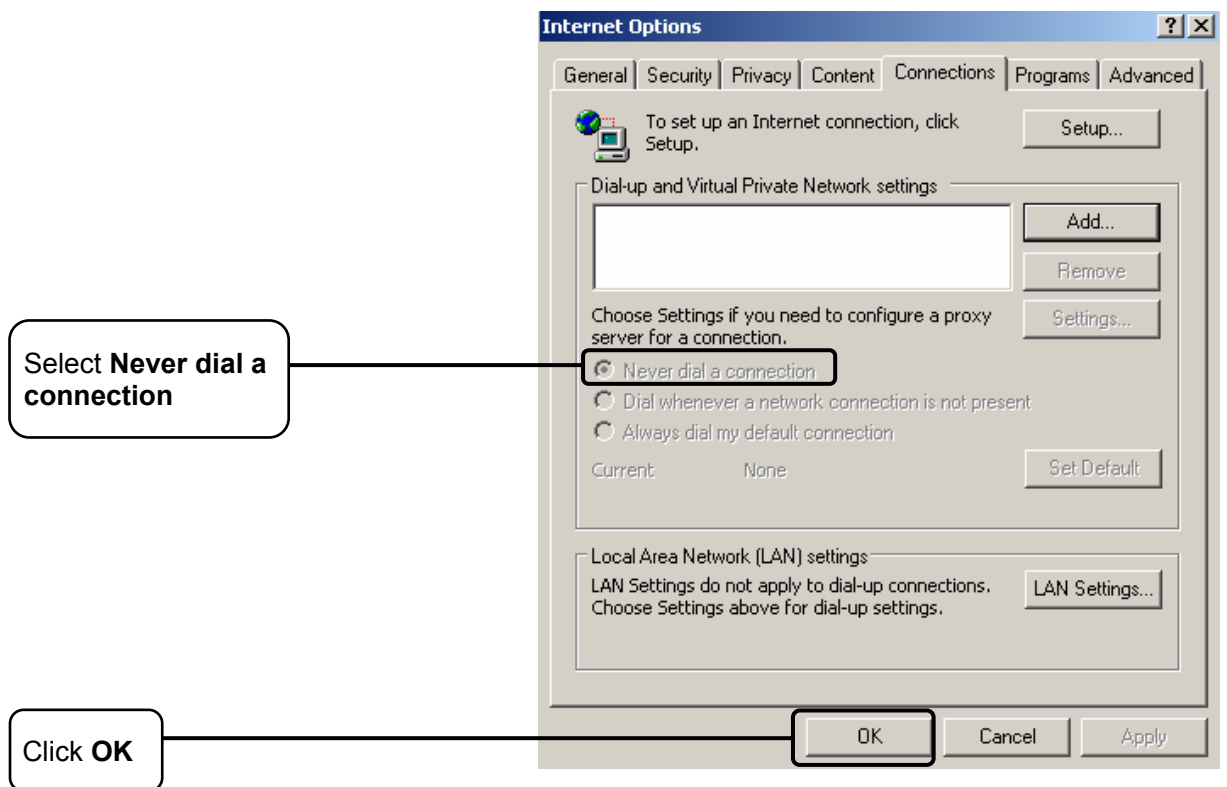 Internet Options
General Security Privacy Content Connections Programs Advanced
To set up an Internet connection, click
Setup.
Setup...
Dial-up and Virtual Private Network settings
Add...
Remove
Choose Settings if you need to configure a proxy
server for a connection.
Settings...
Select Never dial a
connection
Never dial a connection
Dial whenever a network connection is not present
Always dial my default connection
Current None
Set Default
Local Area Network (LAN) settings
LAN Settings do not apply to dial-up connections.
Choose Settings above for dial-up settings.
LAN Settings...
Click OK
OK Cancel Apply